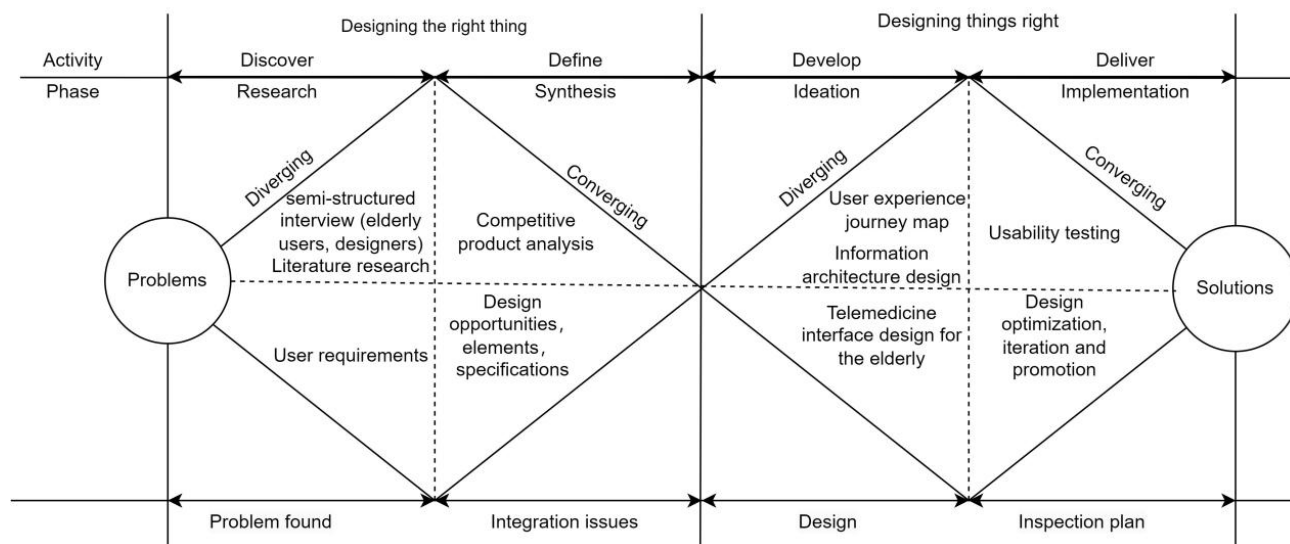 Designing the right thing
Designing things right
Activity
Discover
Define
Develop
Deliver
Phase
Research
Synthesis
Ideation
Implementation
Diverging
Converging
Diverging
Converging
semi-structured
interview (elderly
users, designers)
Literature research
Competitive
product analysis
User experience
journey map
Information
architecture design
Usability testing
Problems
Solutions
User requirements
Design
opportunities,
elements,
specifications
Telemedicine
interface design for
the elderly
Design
optimization,
iteration and
promotion
Problem found
Integration issues
Design
Inspection plan